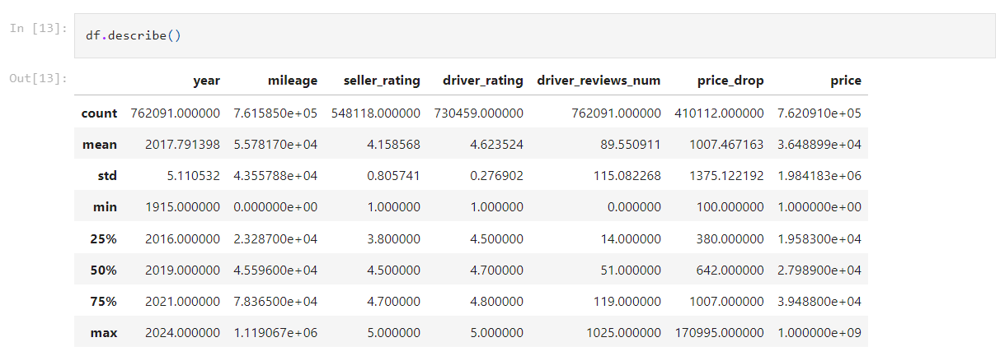 In [13]: df.describe()
Out[13]: year mileage seller_rating driver_rating driver_reviews_num price_drop price
count 762091.000000 7.615850e+05 548118.000000 730459.000000 762091.000000 410112.000000 7.620910e+05
mean 2017.791398 5.578170e+04 4.158568 4.623524 89.550911 1007.467163 3.648899e+04
std 5.110532 4.355788e+04 0.805741 0.276902 115.082268 1375.122192 1.984183e+06
min 1915.000000 0.000000e+00 1.000000 1.000000 0.000000 100.000000 1.000000e+00
25% 2016.000000 2.328700e+04 3.800000 4.500000 14.000000 380.000000 1.958300e+04
50% 2019.000000 4.559600e+04 4.500000 4.700000 51.000000 642.000000 2.798900e+04
75% 2021.000000 7.836500e+04 4.700000 4.800000 119.000000 1007.000000 3.948800e+04
max 2024.000000 1.119067e+06 5.000000 5.000000 1025.000000 170995.000000 1.000000e+09